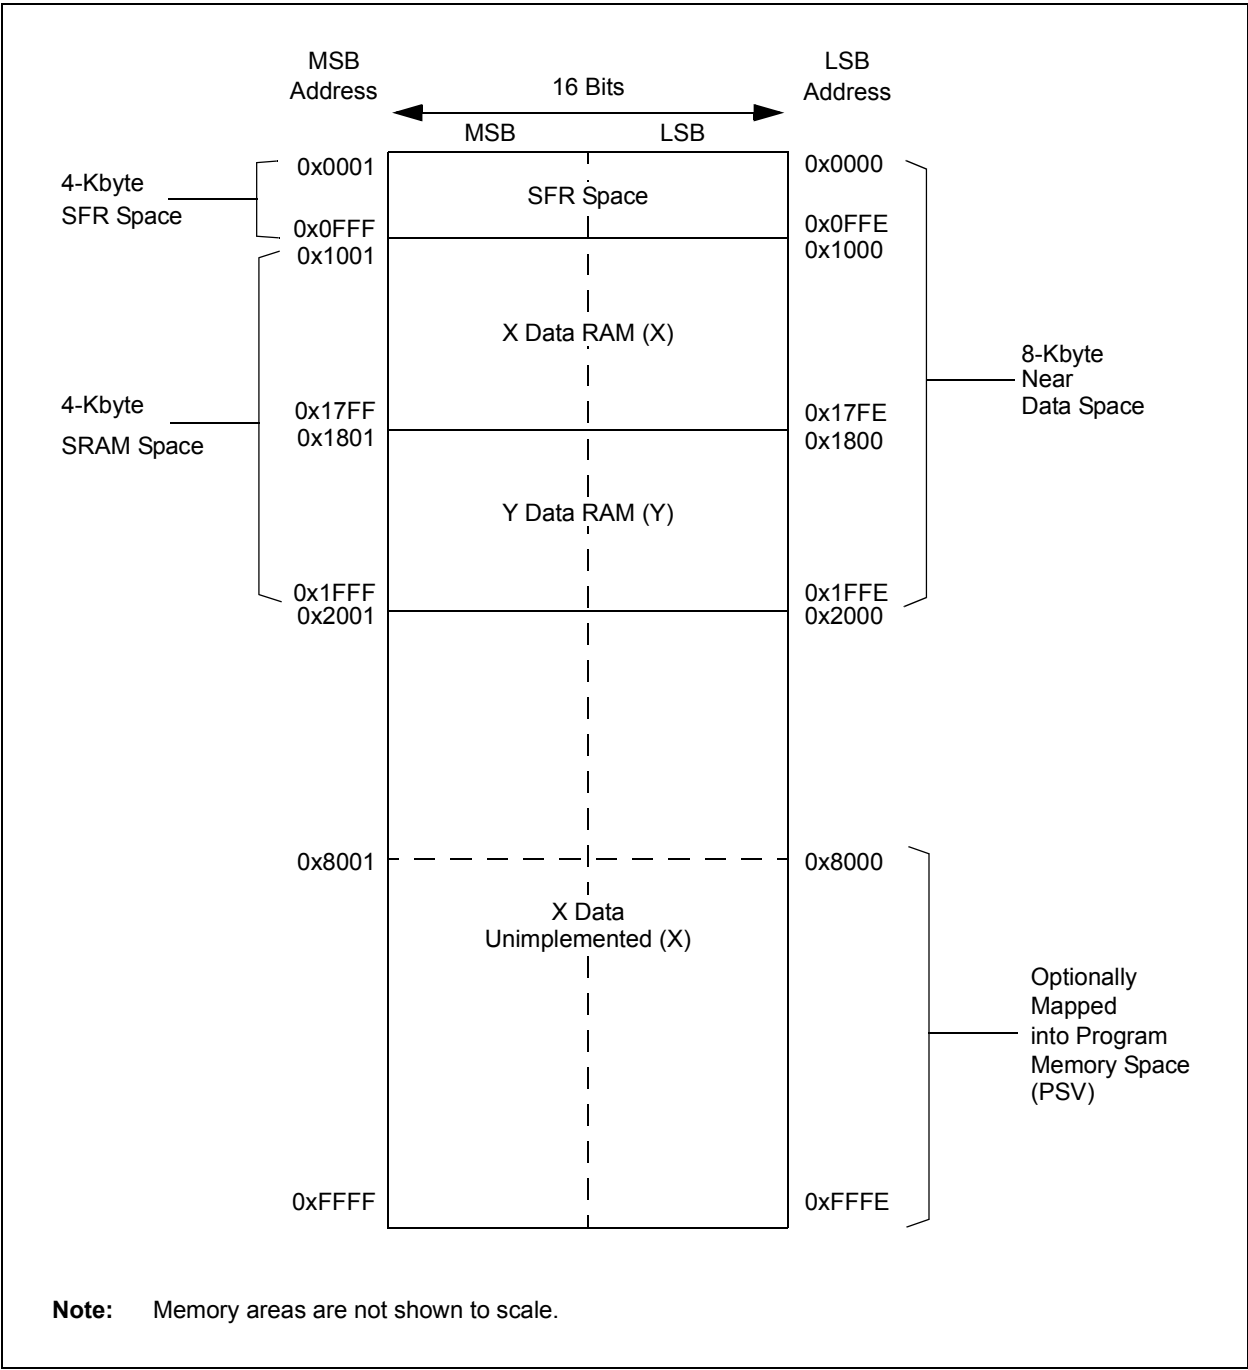 MSB
Address
16 Bits
LSB
Address
MSB
LSB
0x0001
0x0000
4-Kbyte
SFR Space
SFR Space
0x0FFF
0x0FFE
0x1001
0x1000
X Data RAM (X)
8-Kbyte
Near
Data Space
4-Kbyte
SRAM Space
0x17FF
0x17FE
0x1801
0x1800
Y Data RAM (Y)
0x1FFF
0x1FFE
0x2001
0x2000
0x8001
0x8000
X Data
Unimplemented (X)
Optionally
Mapped
into Program
Memory Space
(PSV)
0xFFFF
0xFFFE
Note: Memory areas are not shown to scale.